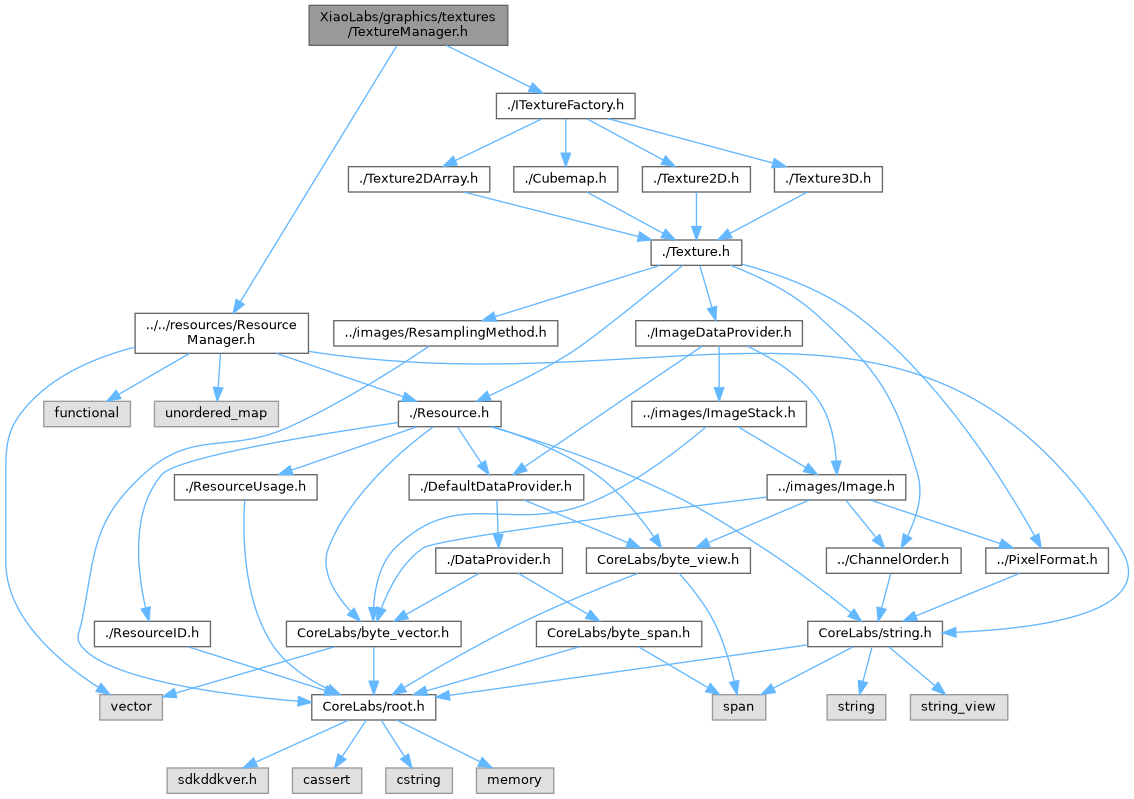 XiaoLabs/graphics/textures
/TextureManager.h
./ITextureFactory.h
./Texture2DArray.h
./Cubemap.h
./Texture2D.h
./Texture3D.h
./Texture.h
../../resources/Resource
Manager.h
../images/ResamplingMethod.h
./ImageDataProvider.h
functional
unordered_map
./Resource.h
../images/ImageStack.h
./ResourceUsage.h
./DefaultDataProvider.h
../images/Image.h
./DataProvider.h
CoreLabs/byte_view.h
../ChannelOrder.h
../PixelFormat.h
./ResourceID.h
CoreLabs/byte_vector.h
CoreLabs/byte_span.h
CoreLabs/string.h
vector
CoreLabs/root.h
span
string
string_view
sdkddkver.h
cassert
cstring
memory